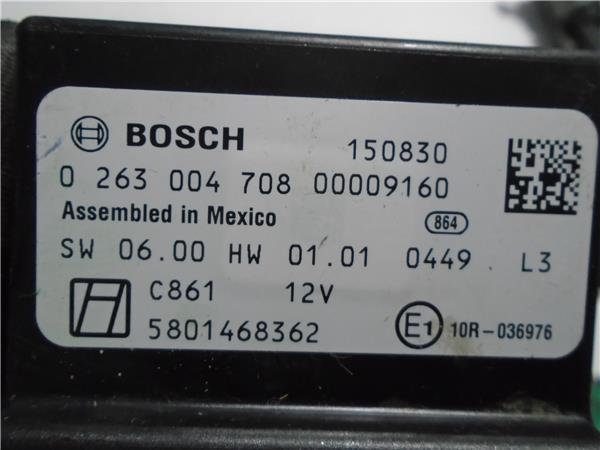 BOSCH 150830
0 263 004 708 00009160
Assembled in Mexico 864
SW 06.00 HW 01.01 0449 L3
C861 12V
5801468362 E1 10R-036976